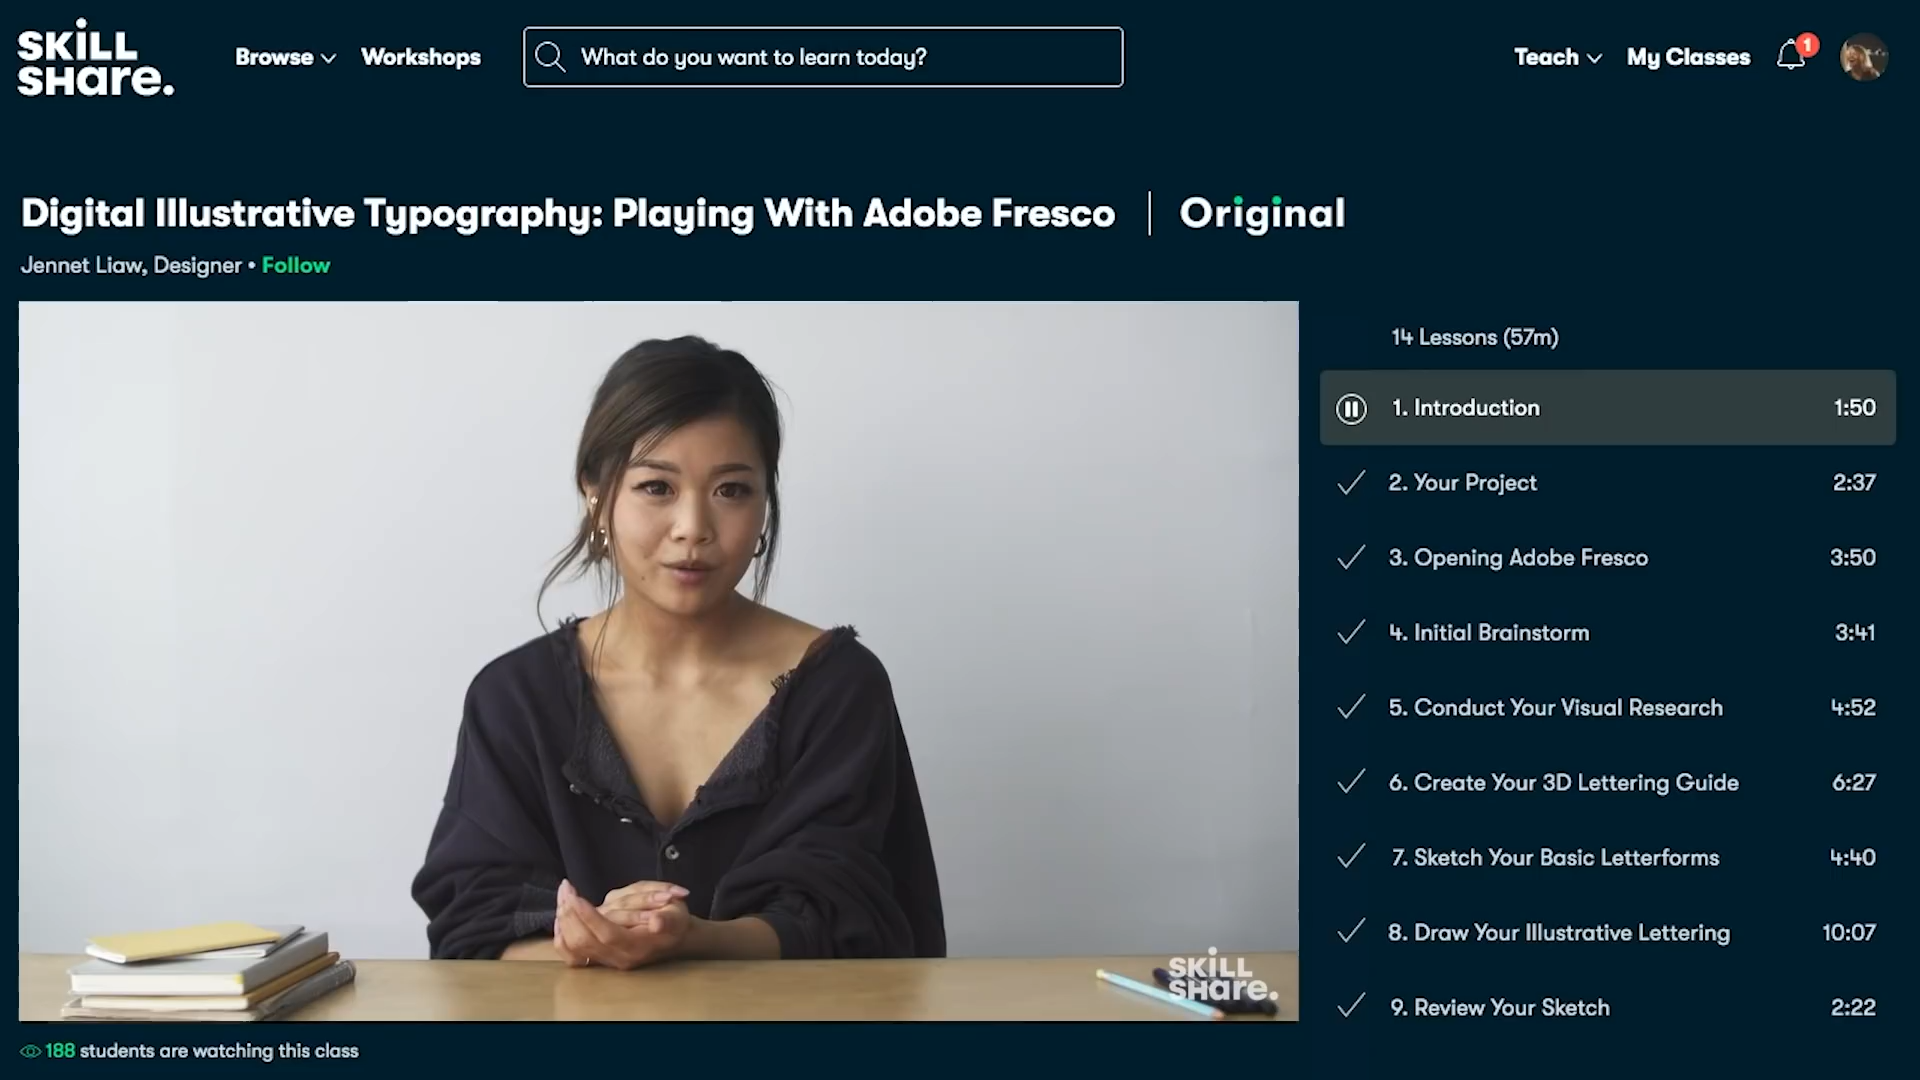 SKILL
SHare.
Browse
Workshops
What do you want to learn today?
Teach
My Classes
1
Digital Illustrative Typography: Playing With Adobe Fresco | Original
Jennet Liaw, Designer • Follow
14 Lessons (57m)
1. Introduction 1:50
2. Your Project 2:37
3. Opening Adobe Fresco 3:50
4. Initial Brainstorm 3:41
5. Conduct Your Visual Research 4:52
6. Create Your 3D Lettering Guide 6:27
7. Sketch Your Basic Letterforms 4:40
8. Draw Your Illustrative Lettering 10:07
9. Review Your Sketch 2:22
SKILL
SHare.
188 students are watching this class